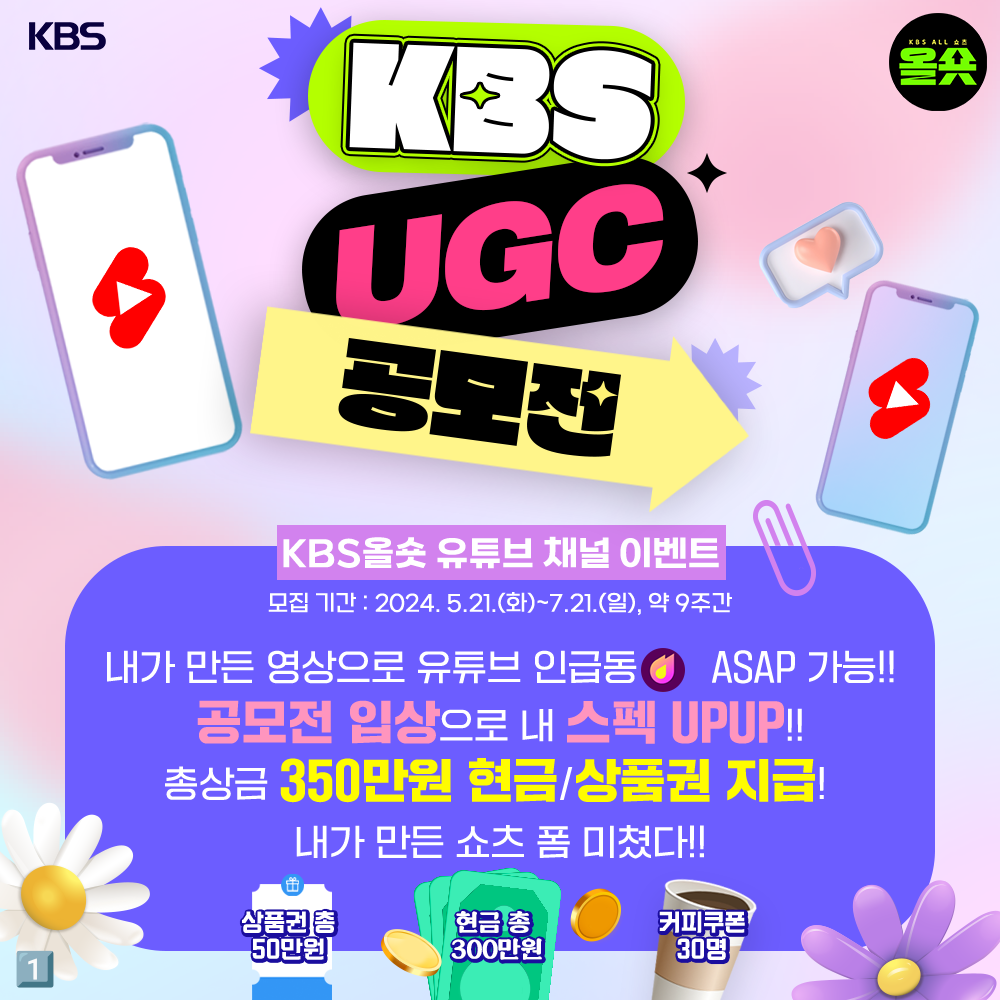 KBS
KBS ALL 쇼츠
올숏
KBS
UGC
공모전
KBS올숏 유튜브 채널 이벤트
모집 기간 : 2024. 5.21.(화)~7.21.(일), 약 9주간
내가 만든 영상으로 유튜브 인급동 ASAP 가능!!
공모전 입상으로 내 스펙 UPUP!!
총상금 350만원 현금/상품권 지급!
내가 만든 쇼츠 폼 미쳤다!!
상품권 총
50만원
현금 총
300만원
커피쿠폰
30명
1